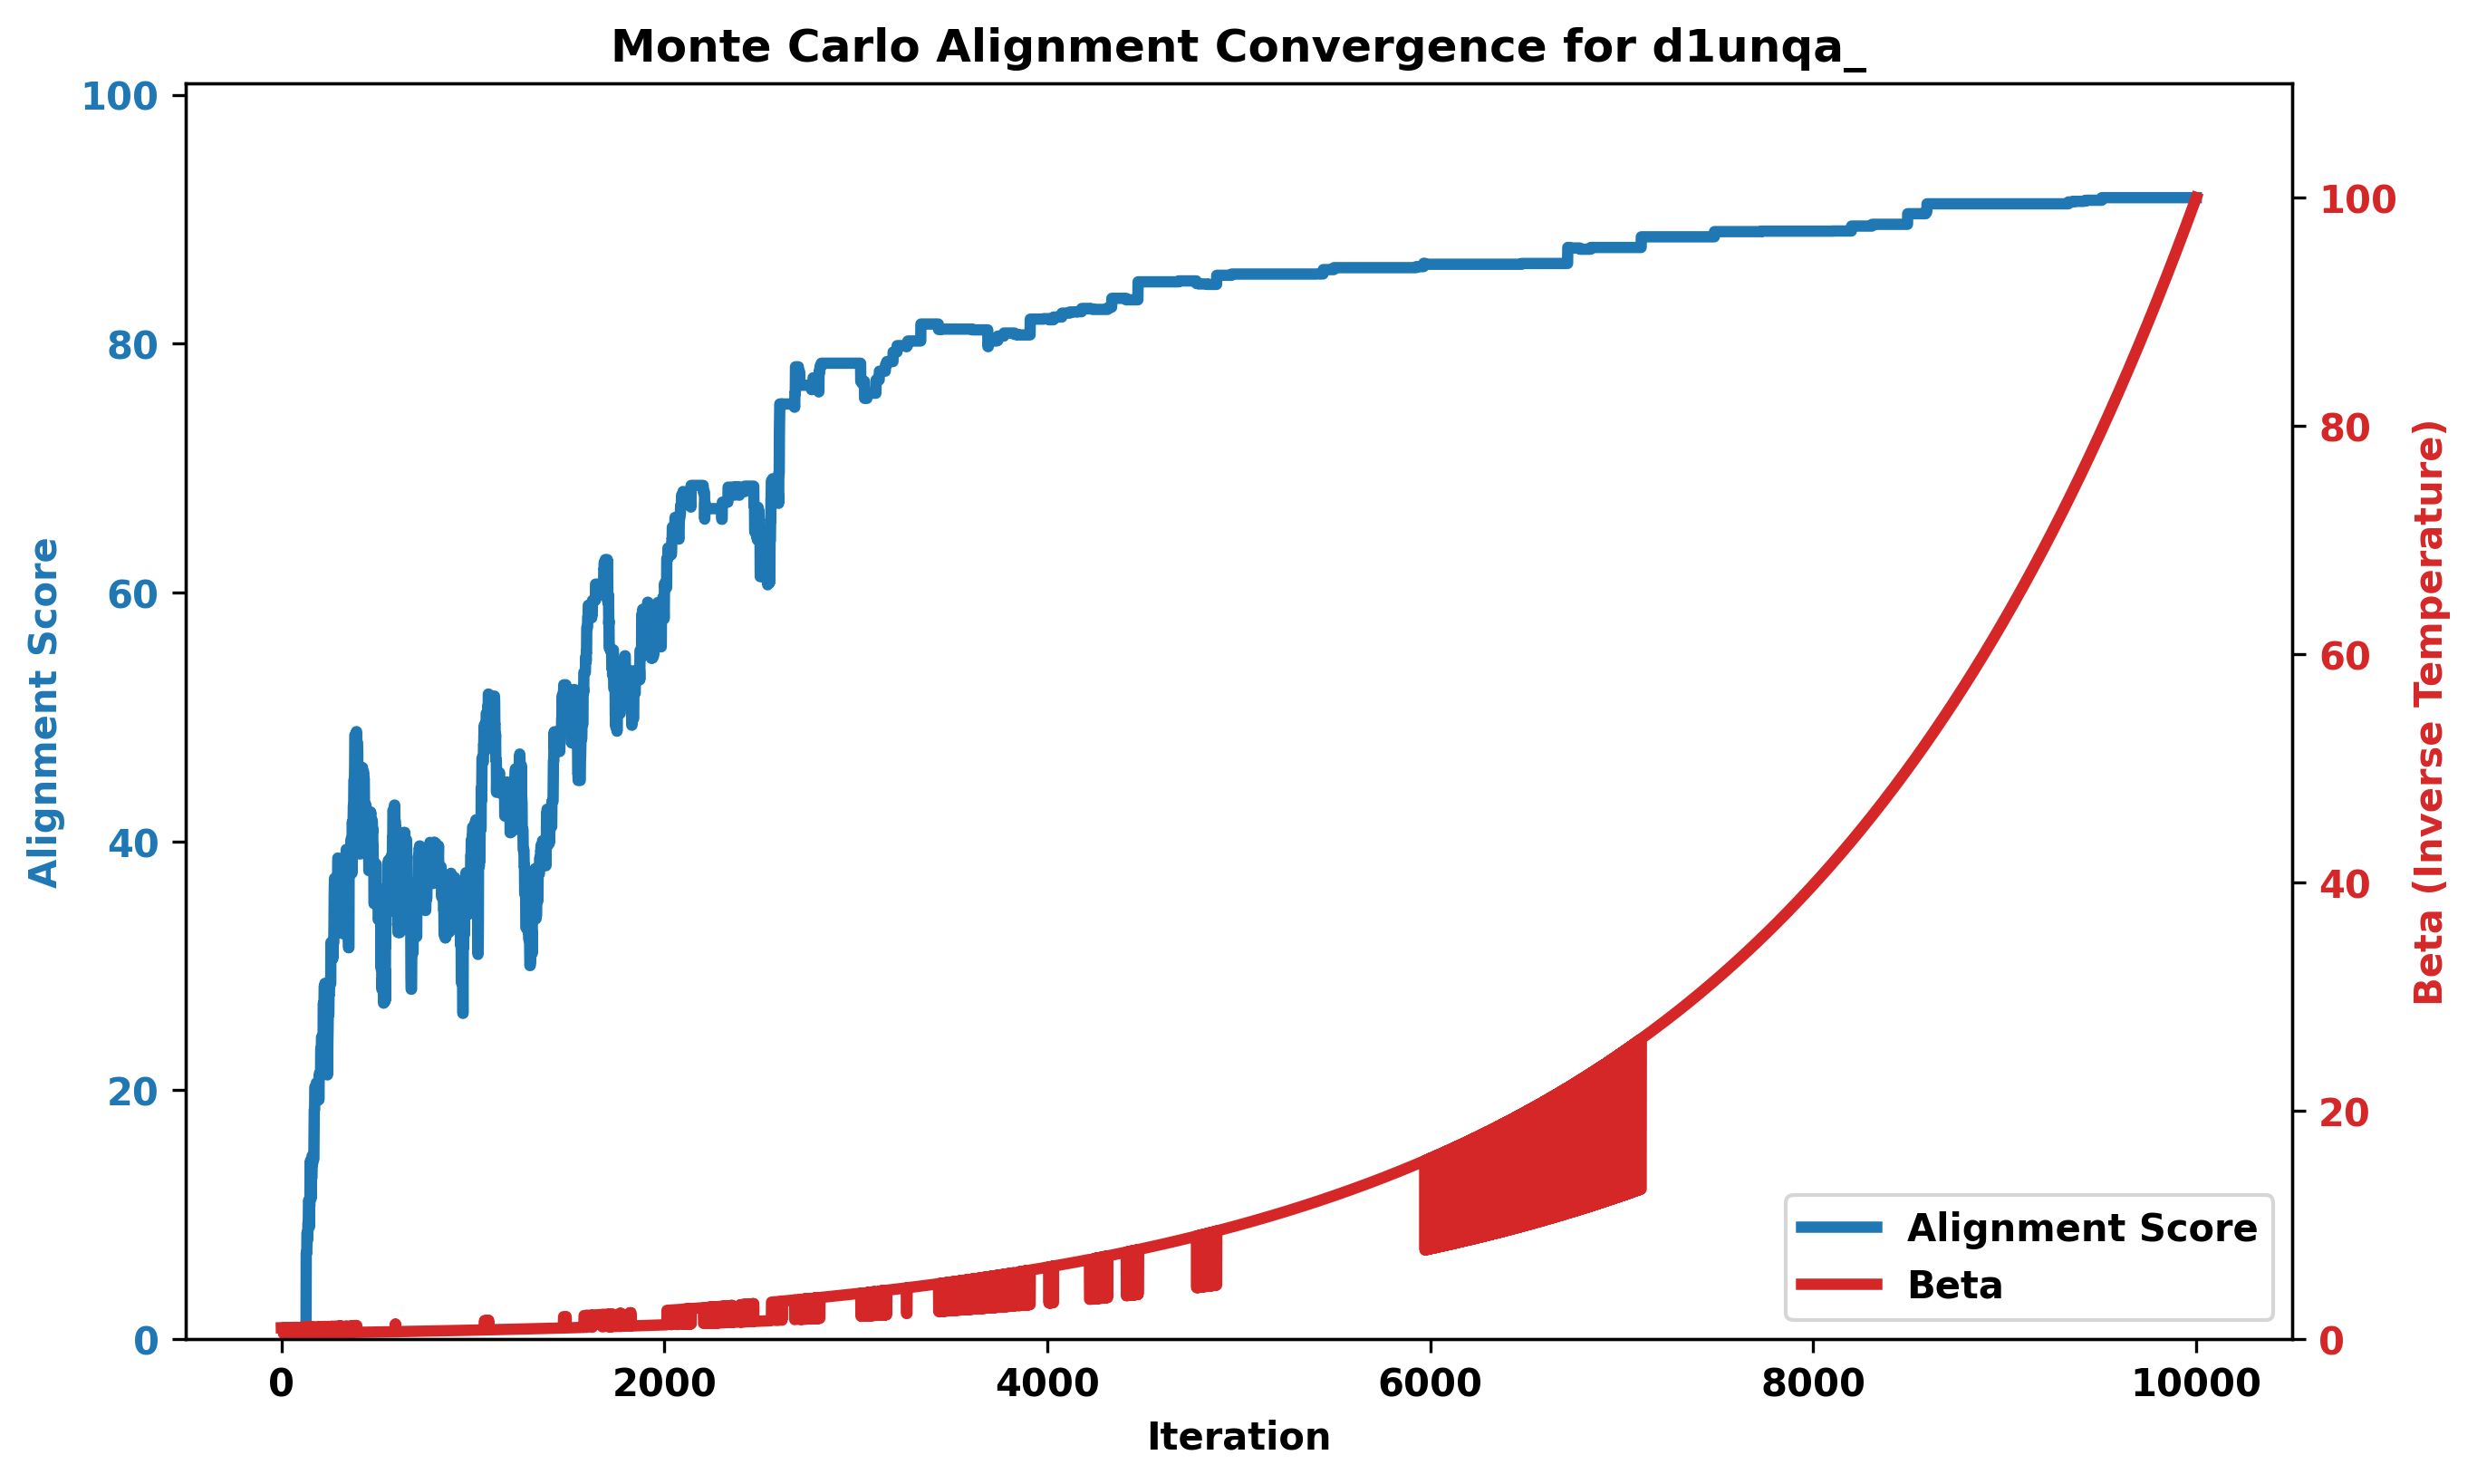 Monte Carlo Alignment Convergence for d1unqa_
100
80
60
40
20
0
Alignment Score
100
80
60
40
20
0
Beta (Inverse Temperature)
Alignment Score
Beta
0 2000 4000 6000 8000 10000
Iteration